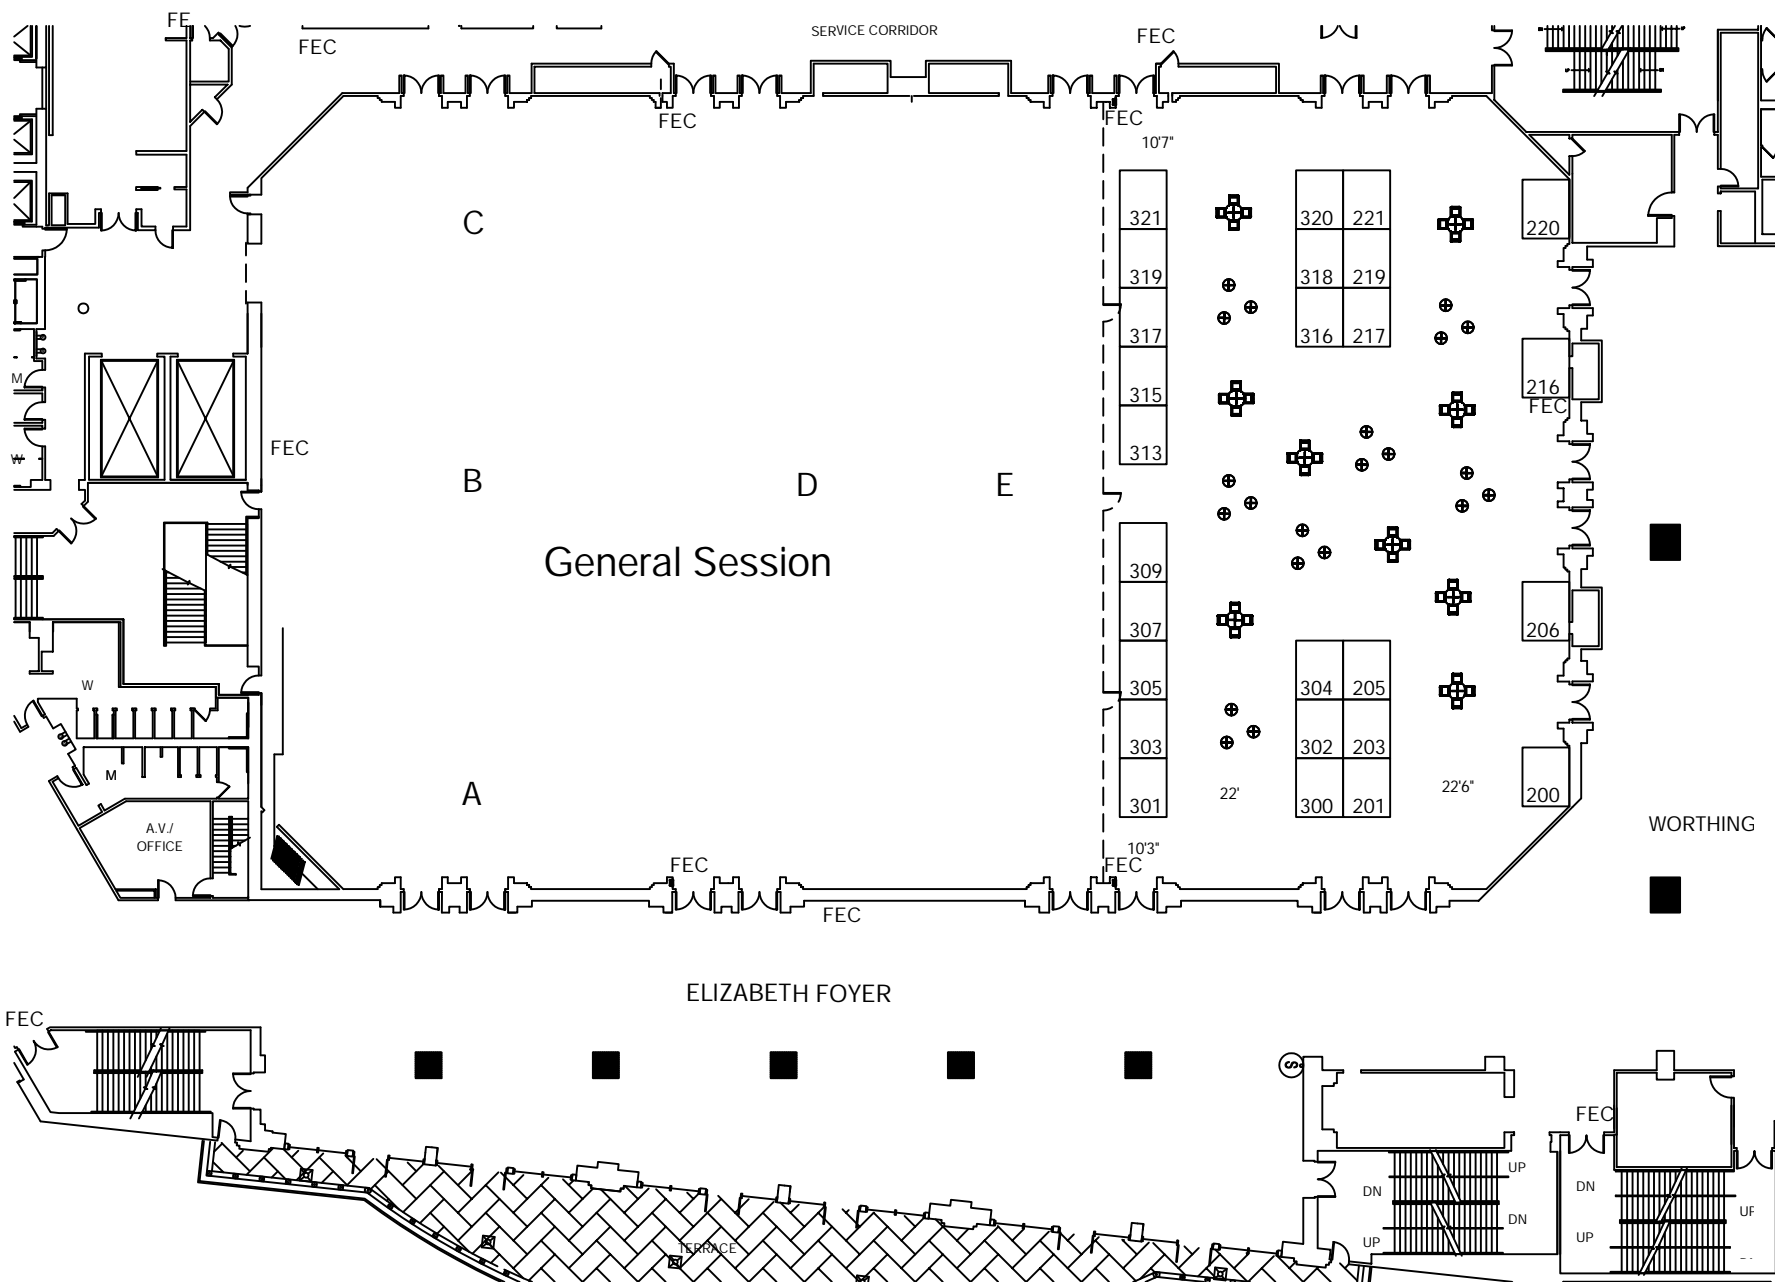 FE
SERVICE CORRIDOR
FEC
FEC
FEC
FEC
10'7"
C
321
320 221
220
319
318 219
317
316 217
M
315
216
FEC
FEC
313
W
B
D
E
General Session
309
307
206
W
305
304 205
303
302 203
M
A
301
22'
300 201
22'6"
200
A.V./
OFFICE
WORTHING
10'3"
FEC
FEC
FEC
ELIZABETH FOYER
FEC
S
FEC
UP
DN
DN
DN
UP
UP
UP
TERRACE